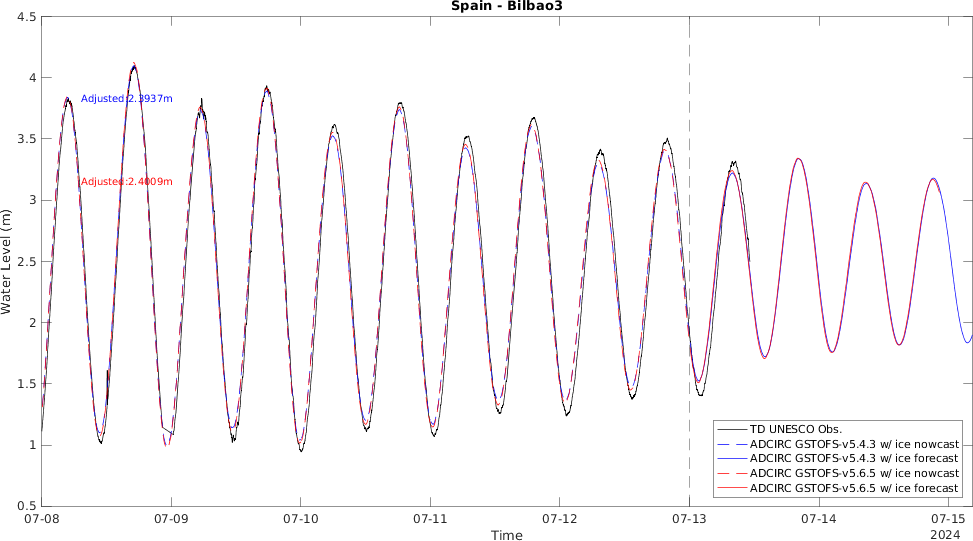 Spain - Bilbao3
4.5
4
3.5
3
2.5
2
1.5
1
0.5
Water Level (m)
Adjusted:2.3937m
Adjusted:2.4009m
TD UNESCO Obs.
ADCIRC GSTOFS-v5.4.3 w/ ice nowcast
ADCIRC GSTOFS-v5.4.3 w/ ice forecast
ADCIRC GSTOFS-v5.6.5 w/ ice nowcast
ADCIRC GSTOFS-v5.6.5 w/ ice forecast
07-08 07-09 07-10 07-11 07-12 07-13 07-14 07-15
Time
2024